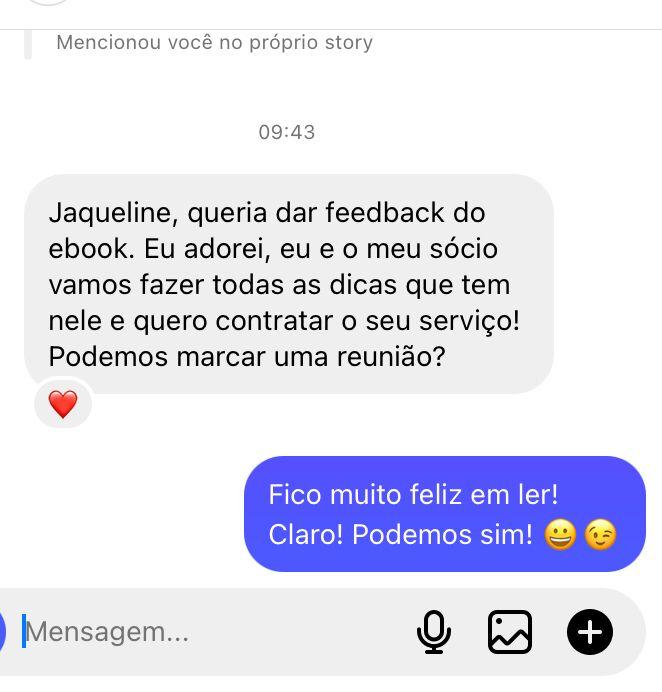 Mencionou você no próprio story
09:43
Jaqueline, queria dar feedback do
ebook. Eu adorei, eu e o meu sócio
vamos fazer todas as dicas que tem
nele e quero contratar o seu serviço!
Podemos marcar uma reunião?
❤️
Fico muito feliz em ler!
Claro! Podemos sim! 😀😉
Mensagem...